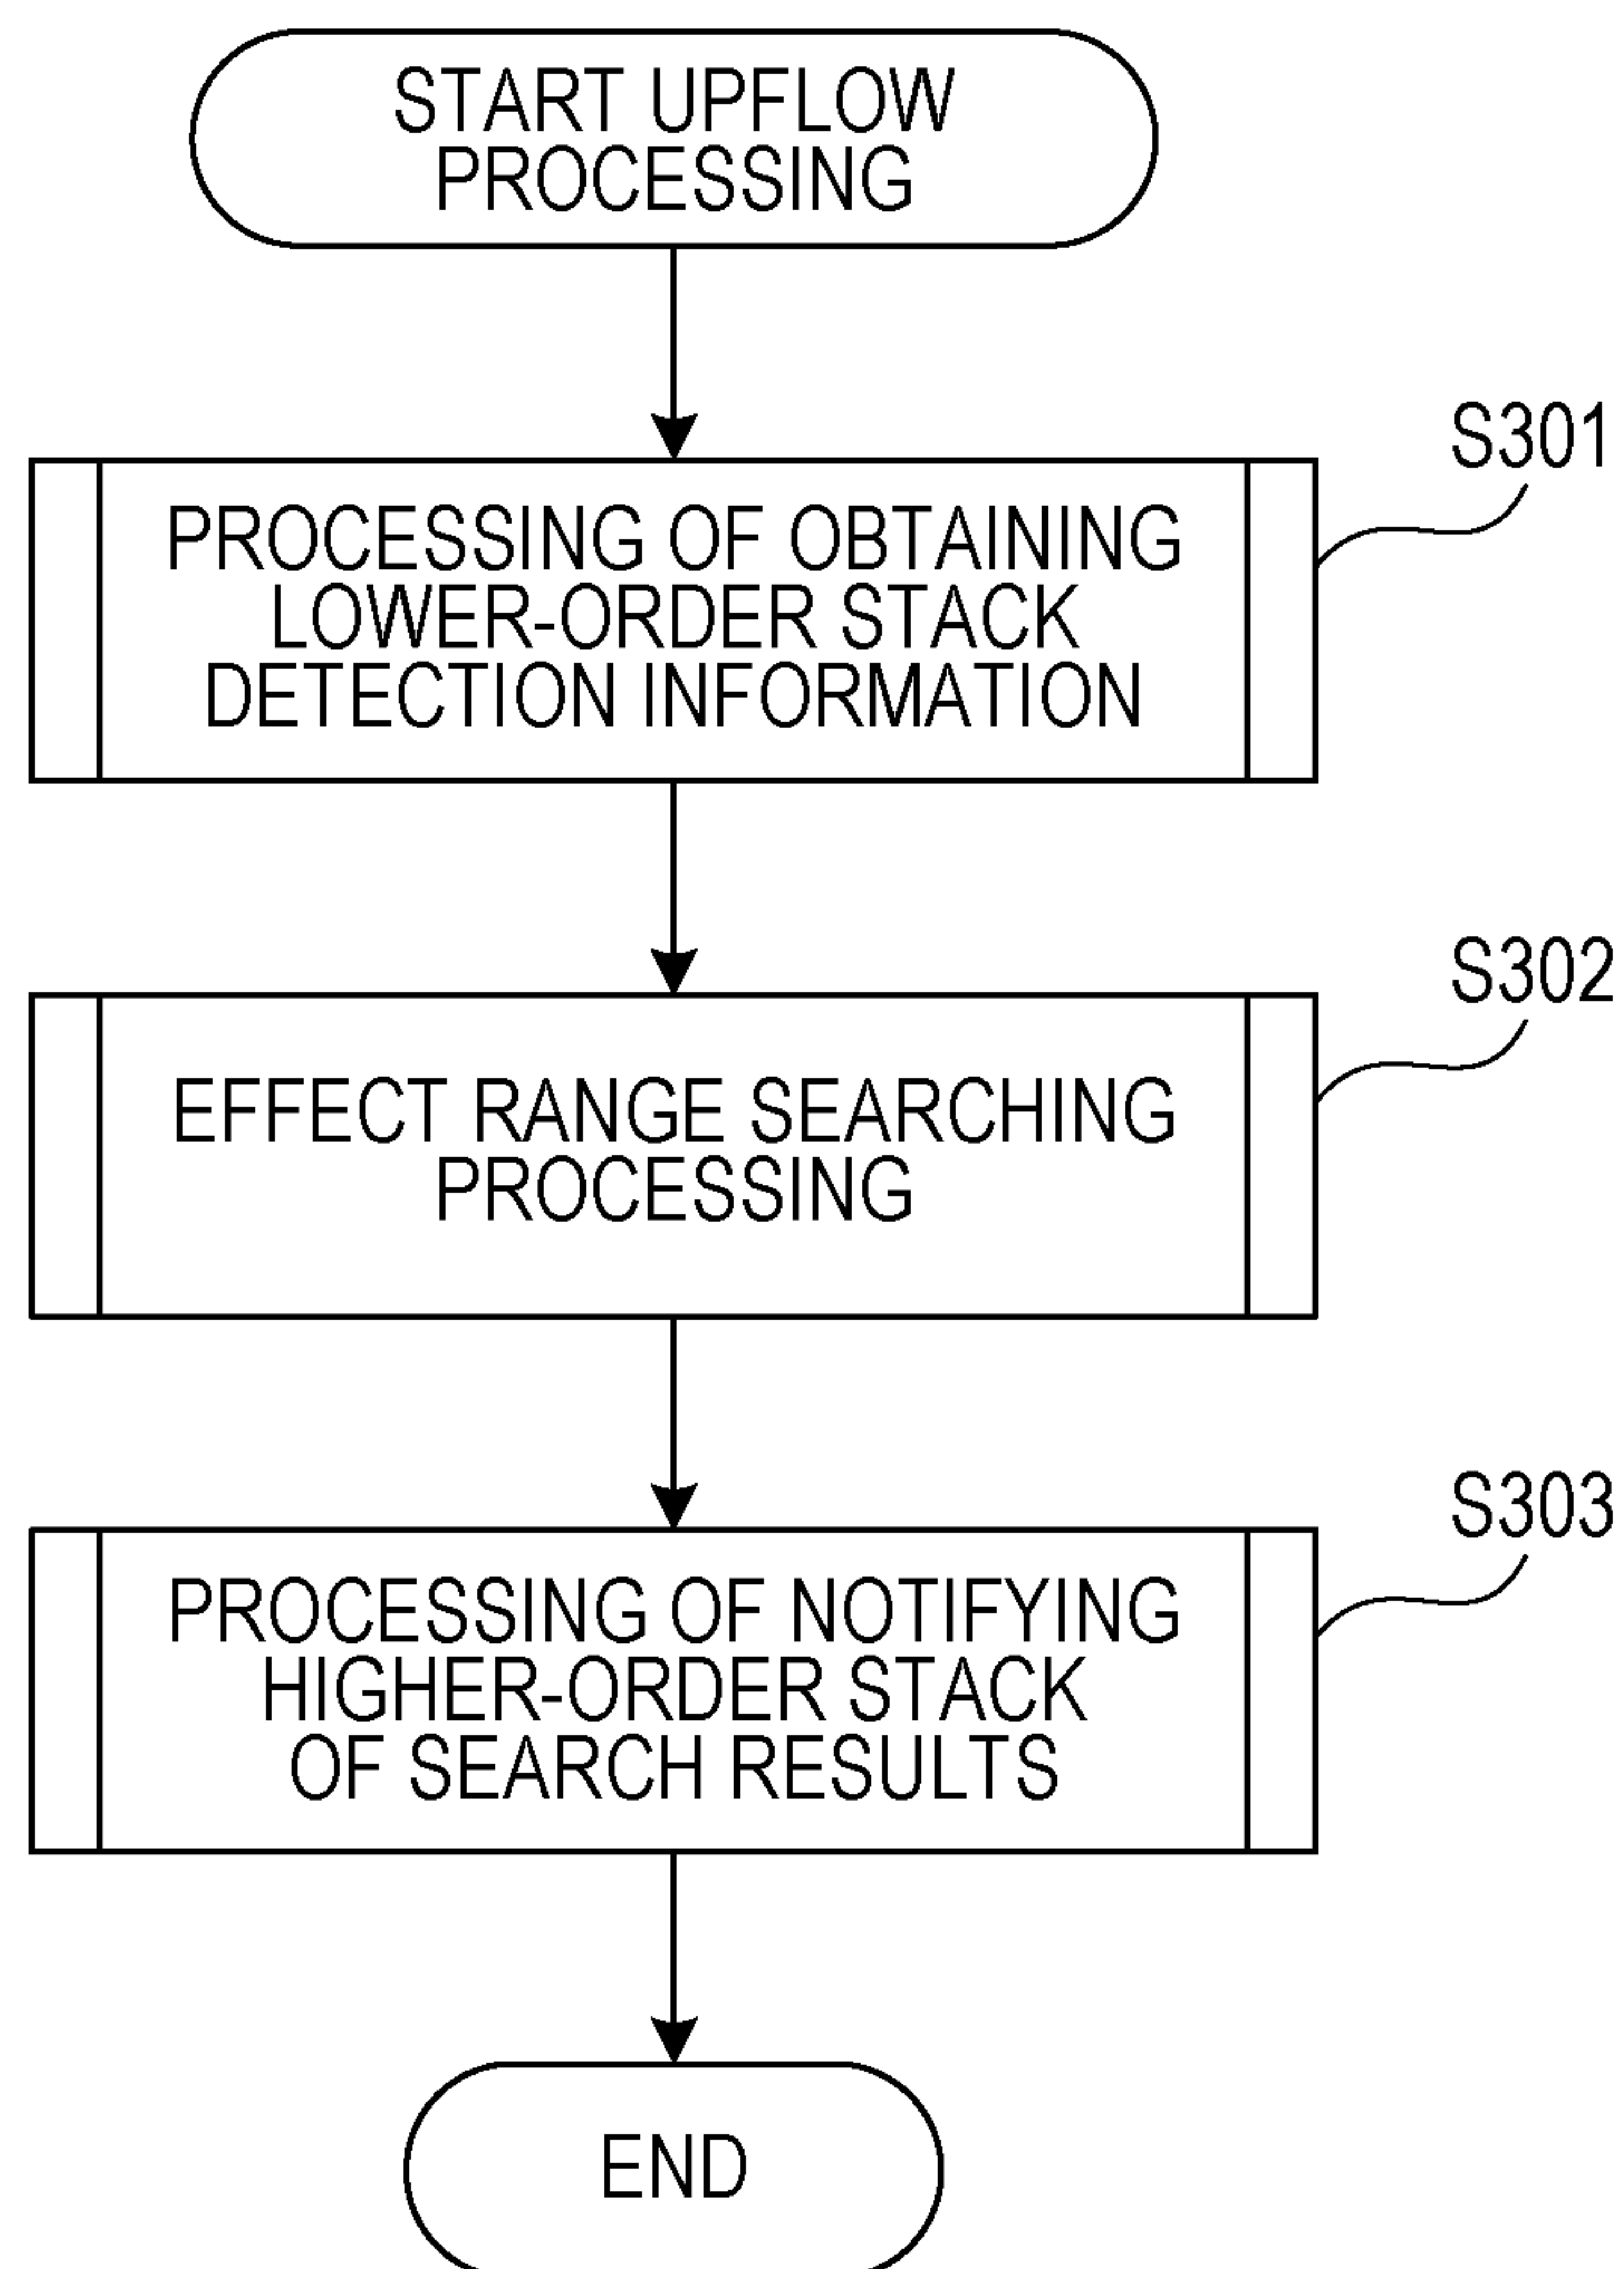 START UPFLOW
PROCESSING
S301
PROCESSING OF OBTAINING
LOWER-ORDER STACK
DETECTION INFORMATION
S302
EFFECT RANGE SEARCHING
PROCESSING
S303
PROCESSING OF NOTIFYING
HIGHER-ORDER STACK
OF SEARCH RESULTS
END